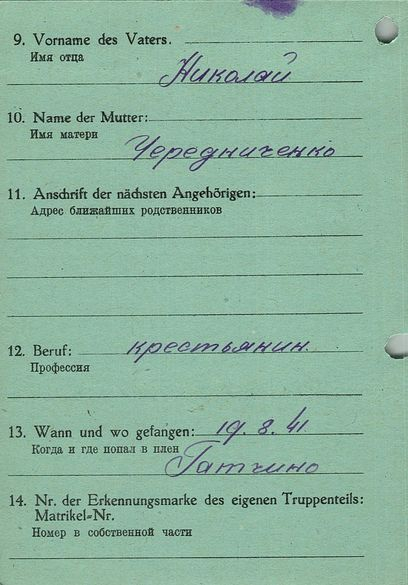 9. Vorname des Vaters.
Имя отца
Николай
10. Name der Mutter:
Имя матери
Чередниченко
11. Anschrift der nächsten Angehörigen:
Адрес ближайших родственников
12. Beruf: крестьянин.
Профессия
13. Wann und wo gefangen: 19. 8. 41
Когда и где попал в плен
Гатчино
14. Nr. der Erkennungsmarke des eigenen Truppenteils:
Matrikel-Nr.
Номер в собственной части